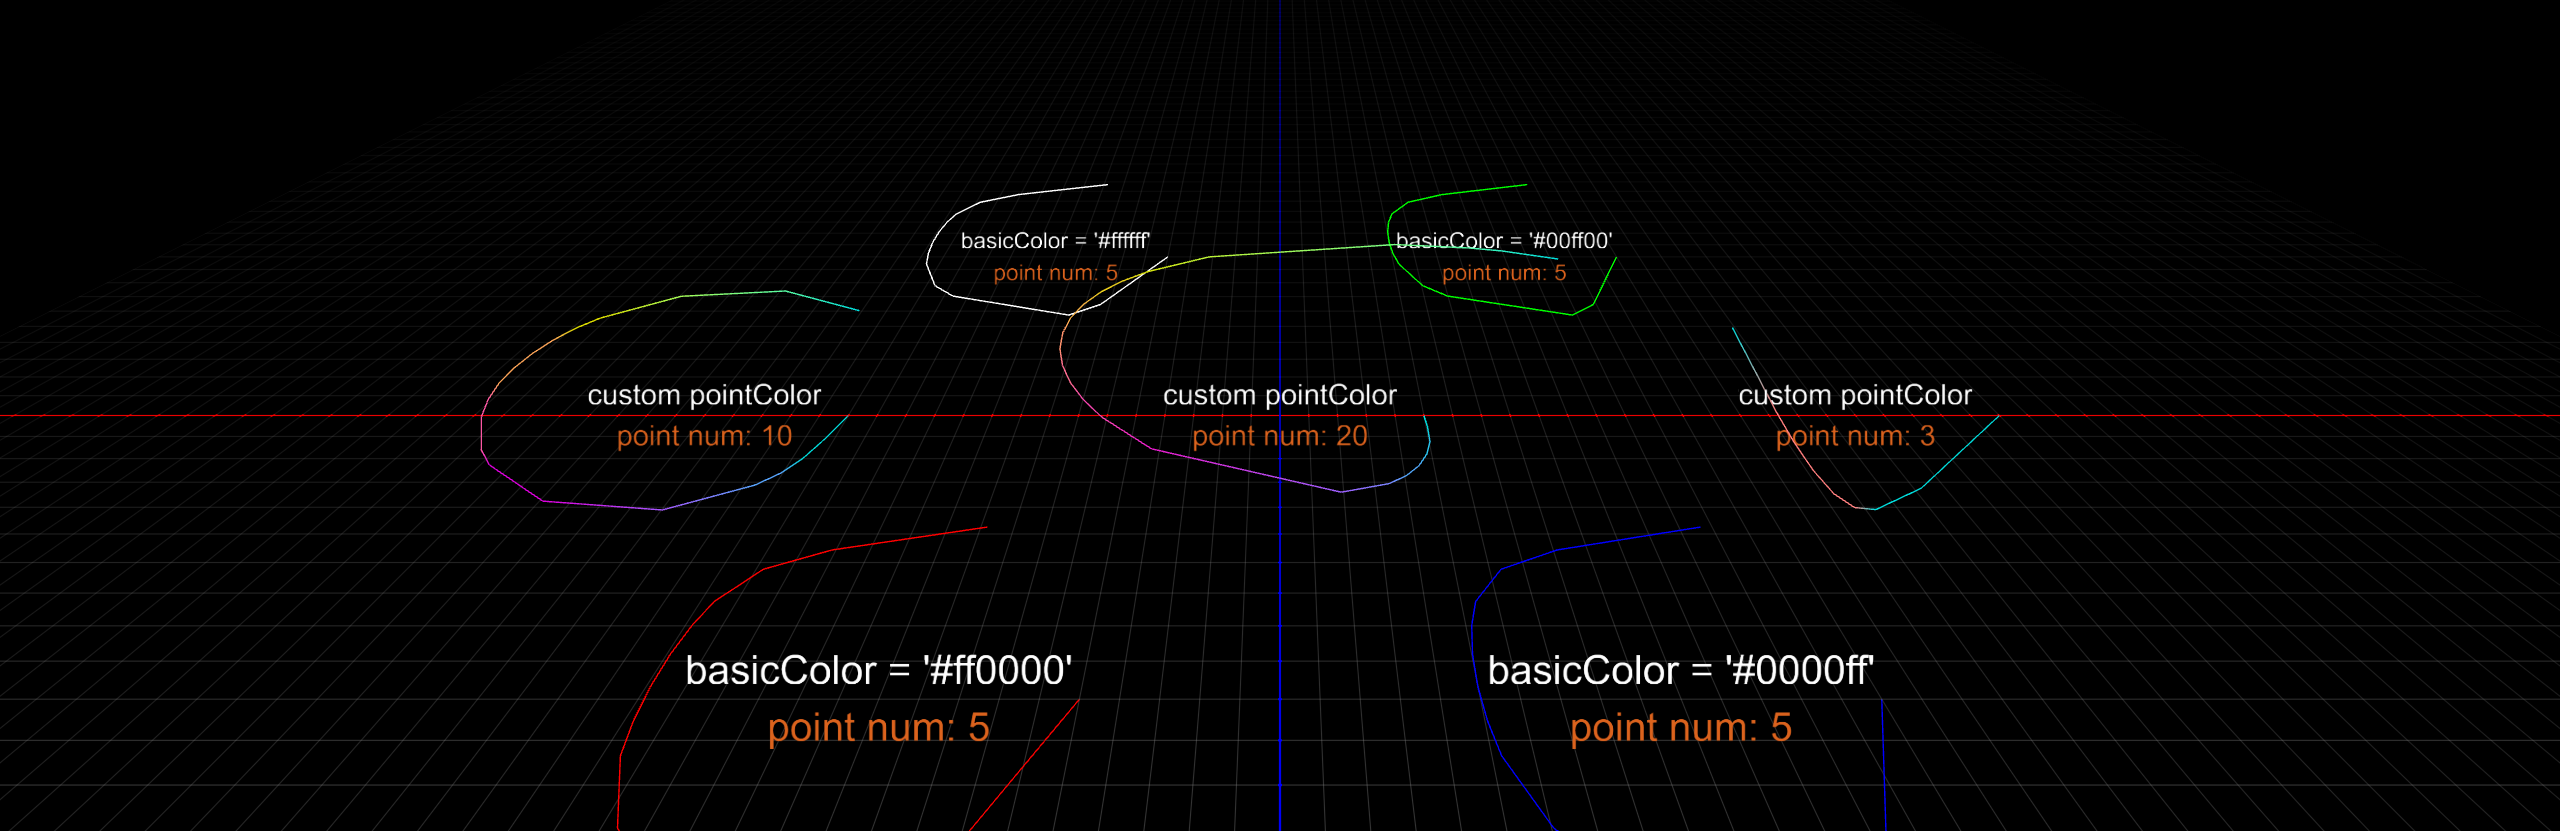 basicColor = '#ffffff'
point num: 5
basicColor = '#00ff00'
point num: 5
custom pointColor
point num: 10
custom pointColor
point num: 20
custom pointColor
point num: 3
basicColor = '#ff0000'
point num: 5
basicColor = '#0000ff'
point num: 5